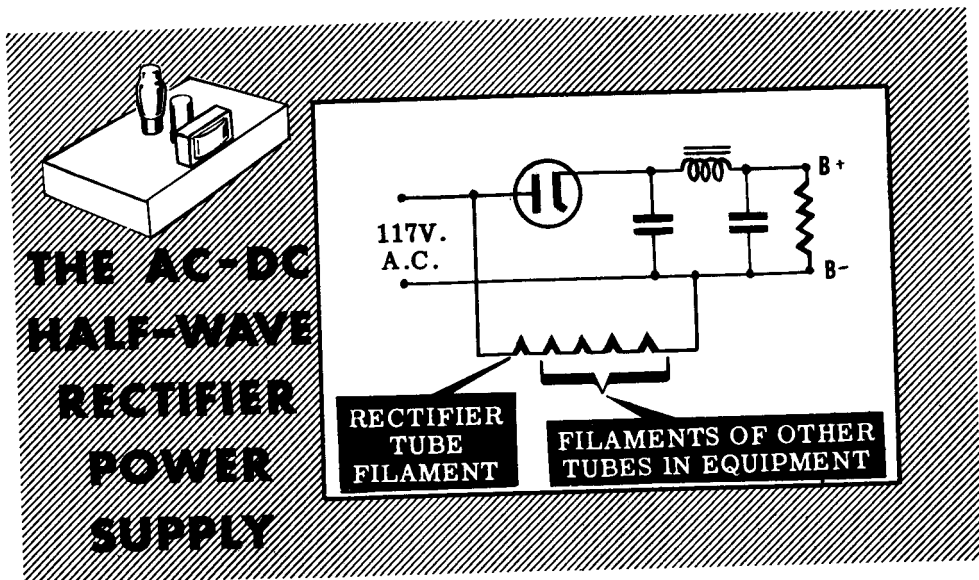 THE AC-DC
HALF-WAVE
RECTIFIER
POWER
SUPPLY
117V.
A.C.
B+
B-
RECTIFIER
TUBE
FILAMENT
FILAMENTS OF OTHER
TUBES IN EQUIPMENT